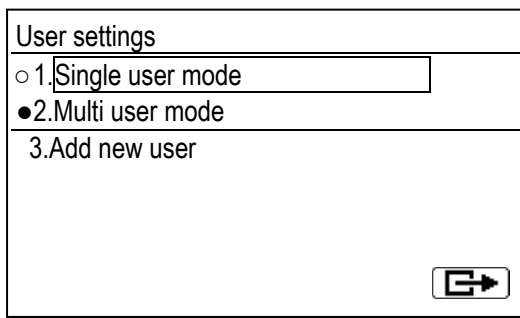 User settings
○1.Single user mode
●2.Multi user mode
3.Add new user